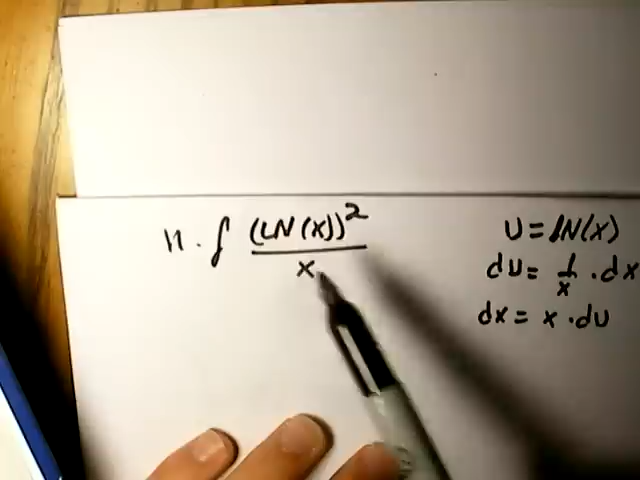 11. ∫ (LN(x))²
x
U = lN(x)
dU = 1/x · dx
dx = x · dU